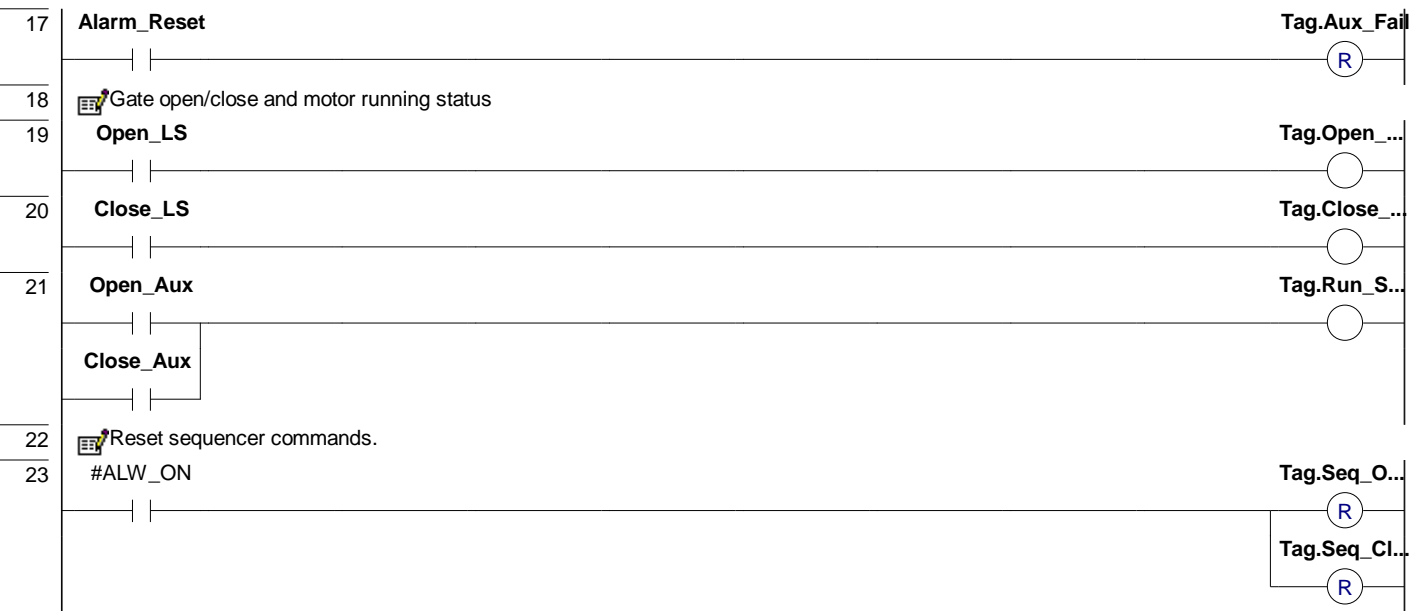 17 Alarm_Reset Tag.Aux_Fail
R
18 Gate open/close and motor running status
19 Open_LS Tag.Open_...
20 Close_LS Tag.Close_...
21 Open_Aux Tag.Run_S...
Close_Aux
22 Reset sequencer commands.
23 #ALW_ON Tag.Seq_O...
R
Tag.Seq_Cl...
R